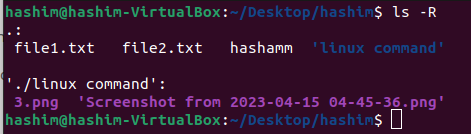 hashim@hashim-VirtualBox:~/Desktop/hashim$ ls -R
.:
file1.txt file2.txt hashamm 'linux command'
'./linux command':
3.png 'Screenshot from 2023-04-15 04-45-36.png'
hashim@hashim-VirtualBox:~/Desktop/hashim$